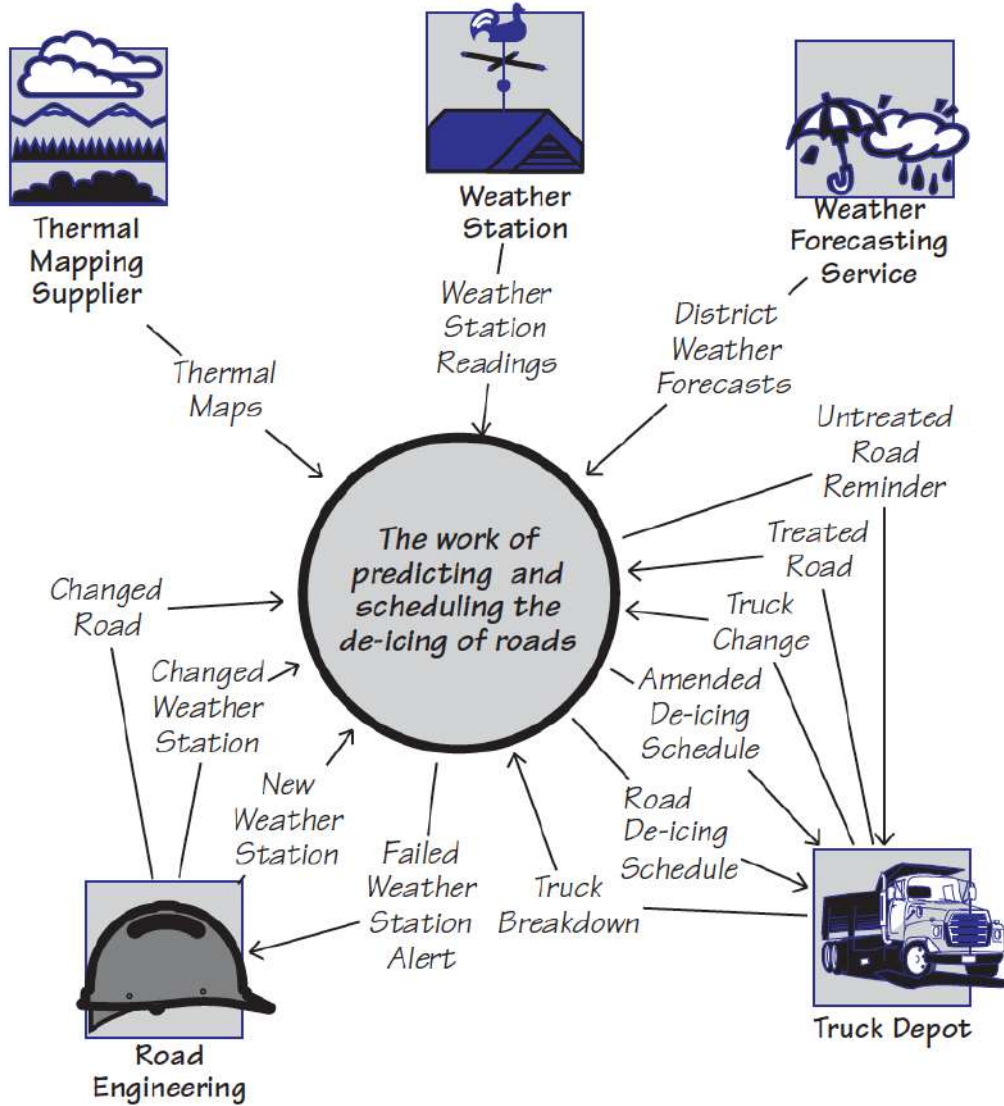 Thermal
Mapping
Supplier
Weather
Station
Weather
Forecasting
Service
Thermal
Maps
Weather
Station
Readings
District
Weather
Forecasts
Untreated
Road
Reminder
Treated
Road
Truck
Change
The work of
predicting and
scheduling the
de-icing of roads
Changed
Road
Changed
Weather
Station
New
Weather
Station
Failed
Weather
Station
Alert
Truck
Breakdown
Amended
De-icing
Schedule
Road
De-icing
Schedule
Road
Engineering
Truck Depot